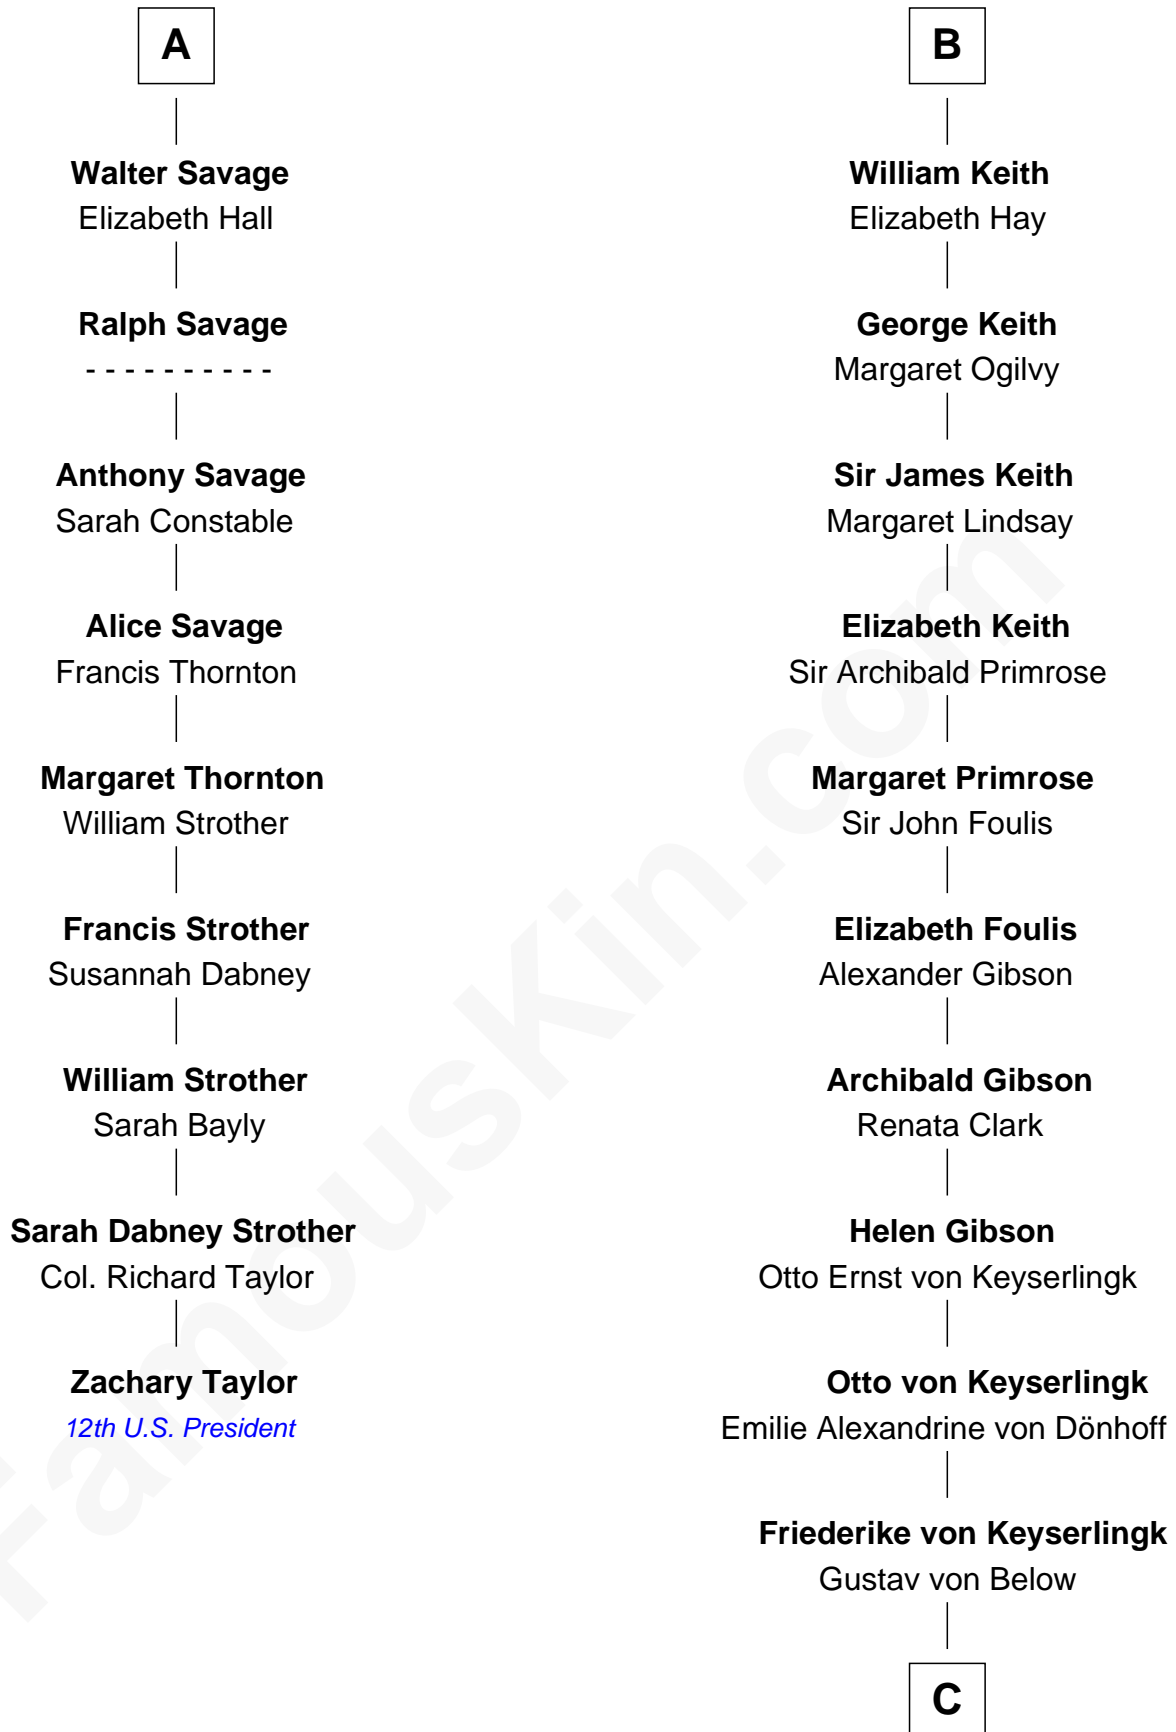 A
Walter Savage
Elizabeth Hall
Ralph Savage
- - - - - - - - - -
Anthony Savage
Sarah Constable
Alice Savage
Francis Thornton
Margaret Thornton
William Strother
Francis Strother
Susannah Dabney
William Strother
Sarah Bayly
Sarah Dabney Strother
Col. Richard Taylor
Zachary Taylor
12th U.S. President
B
William Keith
Elizabeth Hay
George Keith
Margaret Ogilvy
Sir James Keith
Margaret Lindsay
Elizabeth Keith
Sir Archibald Primrose
Margaret Primrose
Sir John Foulis
Elizabeth Foulis
Alexander Gibson
Archibald Gibson
Renata Clark
Helen Gibson
Otto Ernst von Keyserlingk
Otto von Keyserlingk
Emilie Alexandrine von Dönhoff
Friederike von Keyserlingk
Gustav von Below
C
FamousKin.com